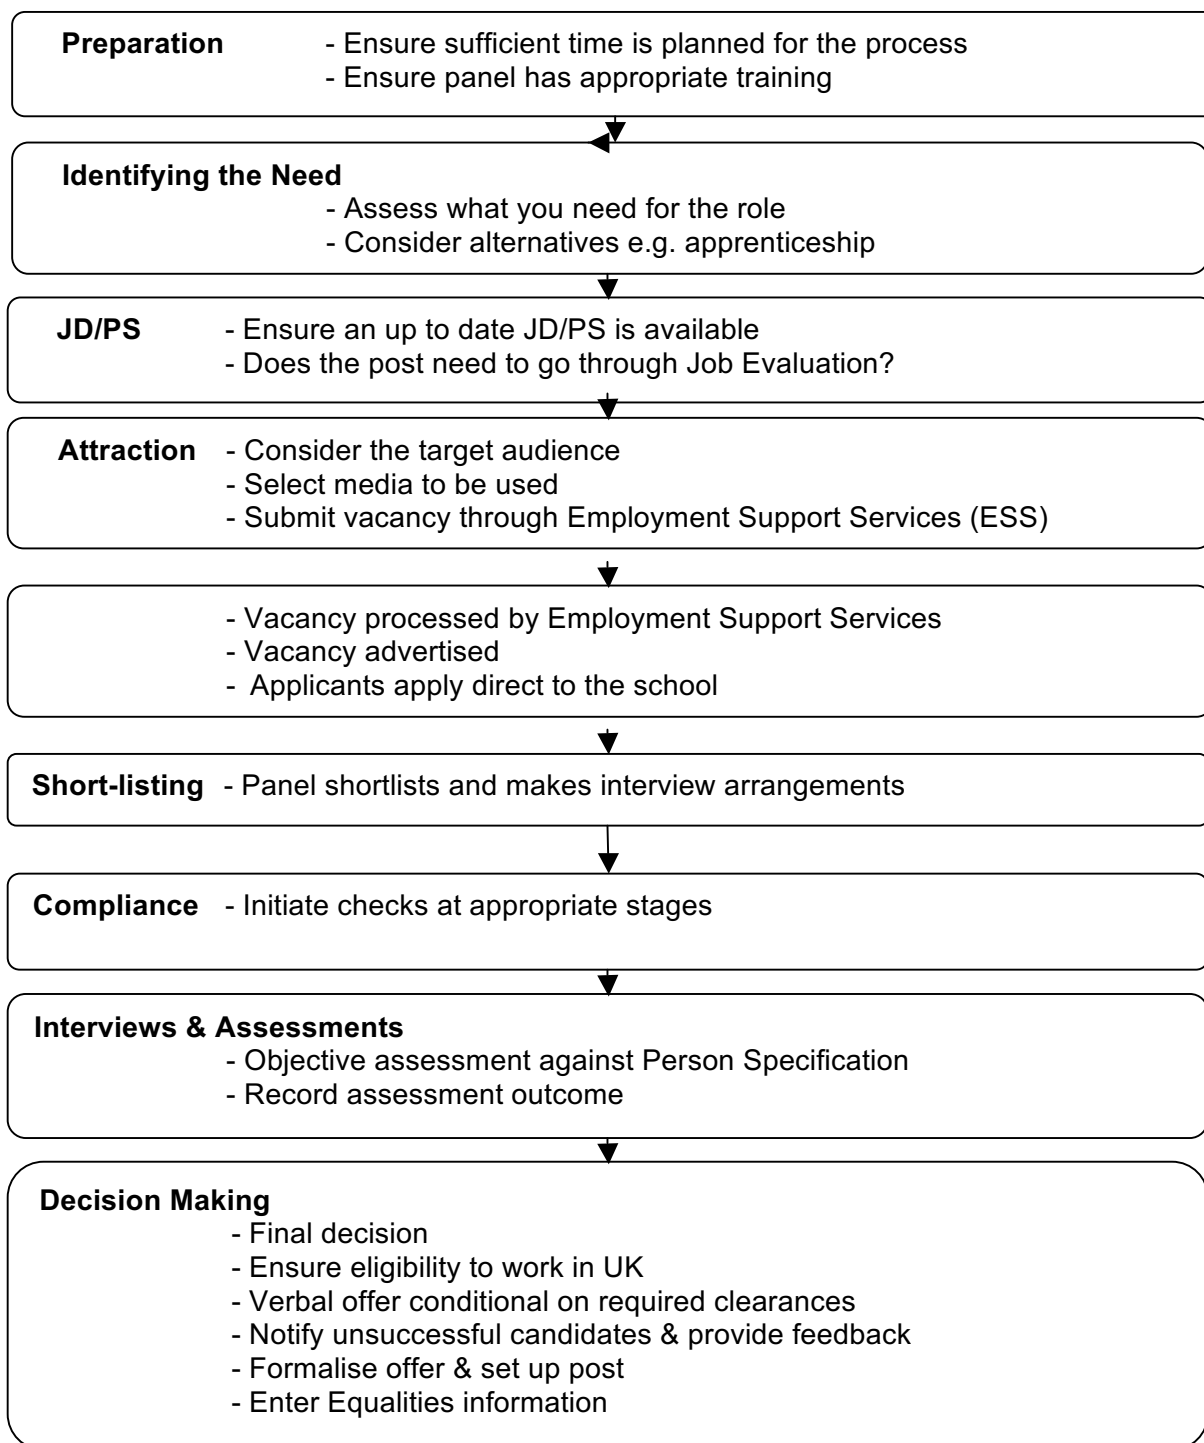 Preparation - Ensure sufficient time is planned for the process
- Ensure panel has appropriate training
Identifying the Need
- Assess what you need for the role
- Consider alternatives e.g. apprenticeship
JD/PS - Ensure an up to date JD/PS is available
- Does the post need to go through Job Evaluation?
Attraction - Consider the target audience
- Select media to be used
- Submit vacancy through Employment Support Services (ESS)
- Vacancy processed by Employment Support Services
- Vacancy advertised
- Applicants apply direct to the school
Short-listing - Panel shortlists and makes interview arrangements
Compliance - Initiate checks at appropriate stages
Interviews & Assessments
- Objective assessment against Person Specification
- Record assessment outcome
Decision Making
- Final decision
- Ensure eligibility to work in UK
- Verbal offer conditional on required clearances
- Notify unsuccessful candidates & provide feedback
- Formalise offer & set up post
- Enter Equalities information